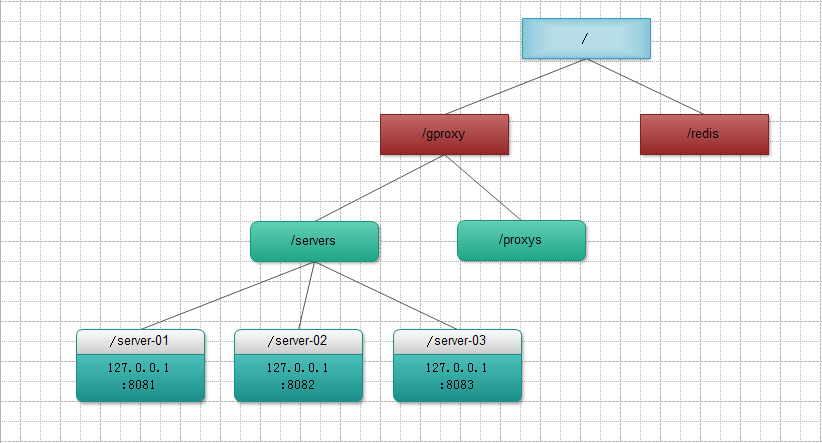 /
/gproxy
/redis
/servers
/proxys
/server-01
/server-02
/server-03
127.0.0.1
:8081
127.0.0.1
:8082
127.0.0.1
:8083